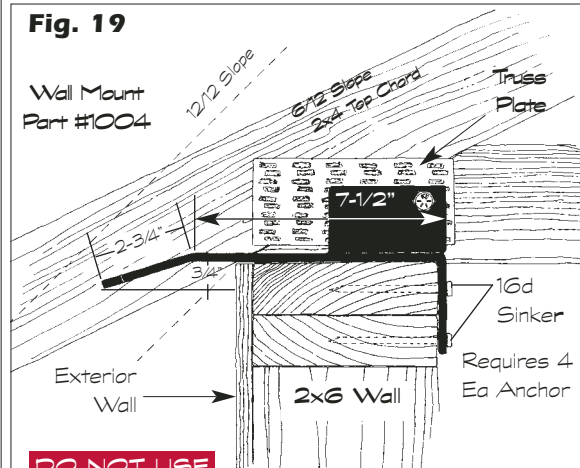 Fig. 19
Wall Mount
Part #1004
12/12 Slope
6/12 Slope
2x4 Top Chord
Truss
Plate
7-1/2"
2-3/4"
3/4"
16d
Sinker
Requires 4
Ea Anchor
Exterior
Wall
2x6 Wall
DO NOT USE